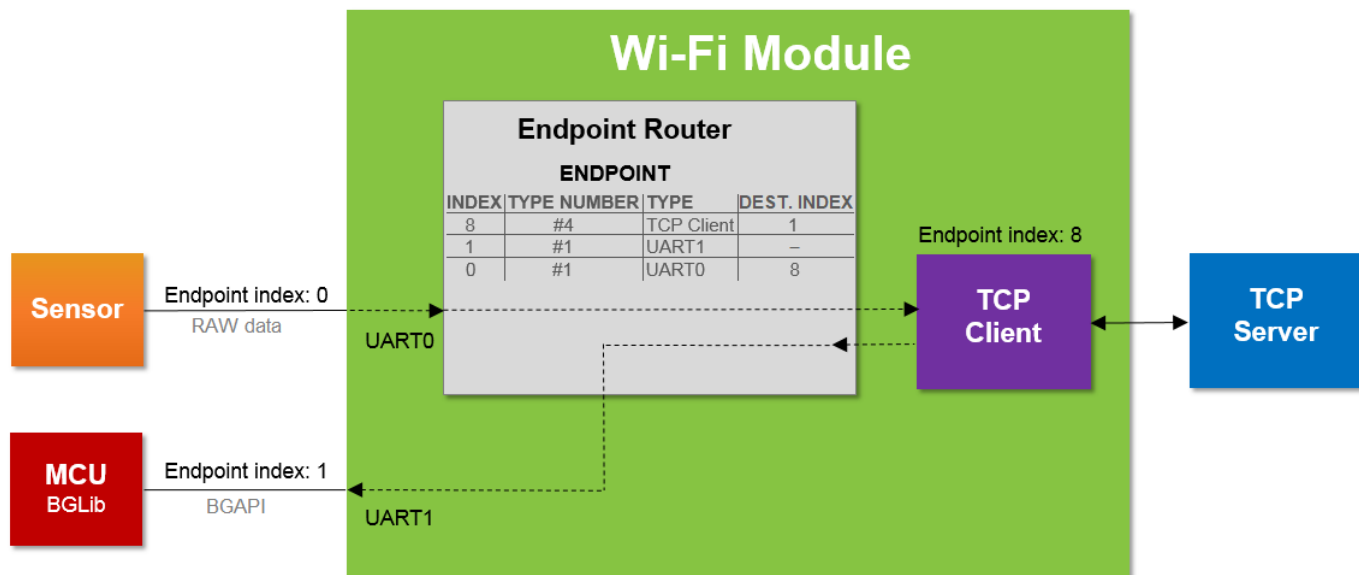 Wi-Fi Module
Endpoint Router
ENDPOINT
INDEX TYPE NUMBER TYPE DEST. INDEX
8 #4 TCP Client 1
1 #1 UART1 –
0 #1 UART0 8
Endpoint index: 8
Sensor
Endpoint index: 0
RAW data
UART0
TCP
Client
TCP
Server
MCU
BGLib
Endpoint index: 1
BGAPI
UART1